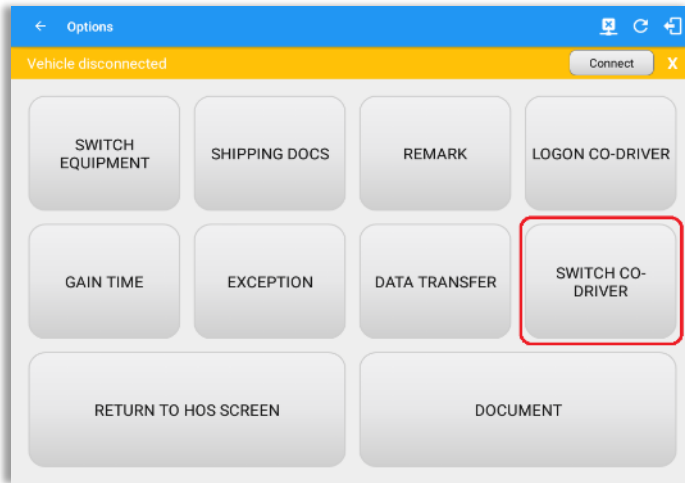 Options
Vehicle disconnected
Connect
X
SWITCH
EQUIPMENT
SHIPPING DOCS
REMARK
LOGON CO-DRIVER
GAIN TIME
EXCEPTION
DATA TRANSFER
SWITCH CO-
DRIVER
RETURN TO HOS SCREEN
DOCUMENT